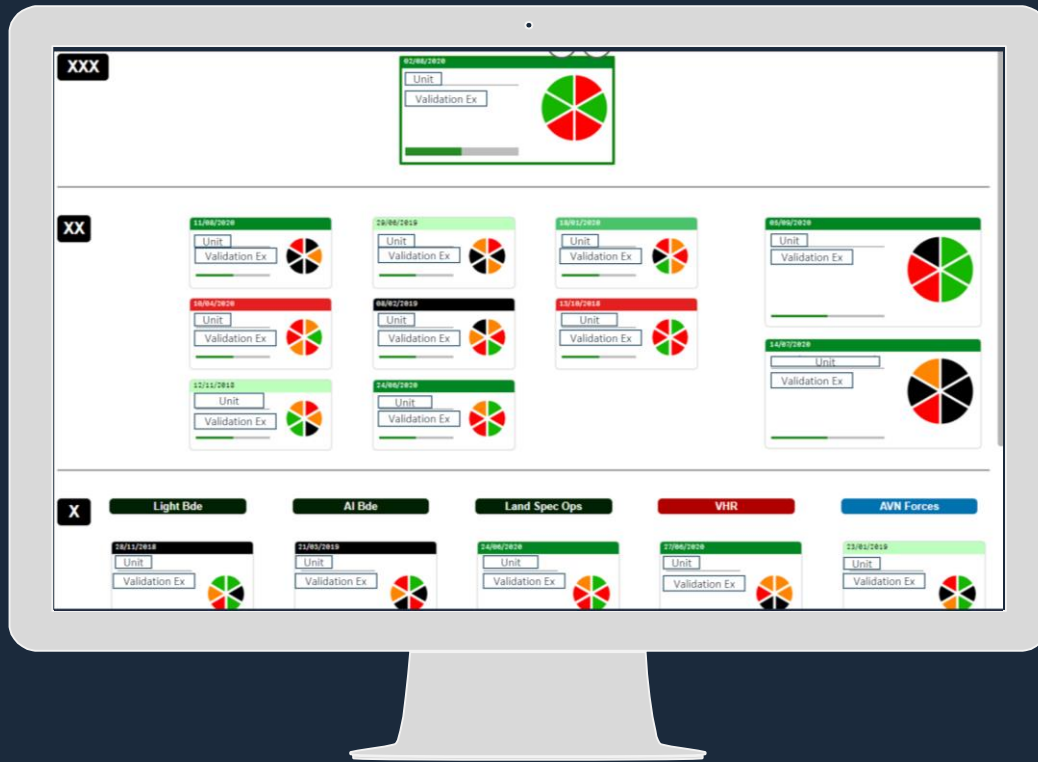 XXX
02/08/2020
Unit
Validation Ex
XX
11/08/2020
Unit
Validation Ex
29/06/2019
Unit
Validation Ex
18/01/2020
Unit
Validation Ex
05/09/2020
Unit
Validation Ex
10/04/2020
Unit
Validation Ex
08/02/2019
Unit
Validation Ex
13/10/2018
Unit
Validation Ex
14/07/2020
Unit
Validation Ex
12/11/2018
Unit
Validation Ex
24/06/2020
Unit
Validation Ex
X
Light Bde
AI Bde
Land Spec Ops
VHR
AVN Forces
28/11/2018
Unit
Validation Ex
21/03/2019
Unit
Validation Ex
24/06/2020
Unit
Validation Ex
27/06/2020
Unit
Validation Ex
23/01/2019
Unit
Validation Ex